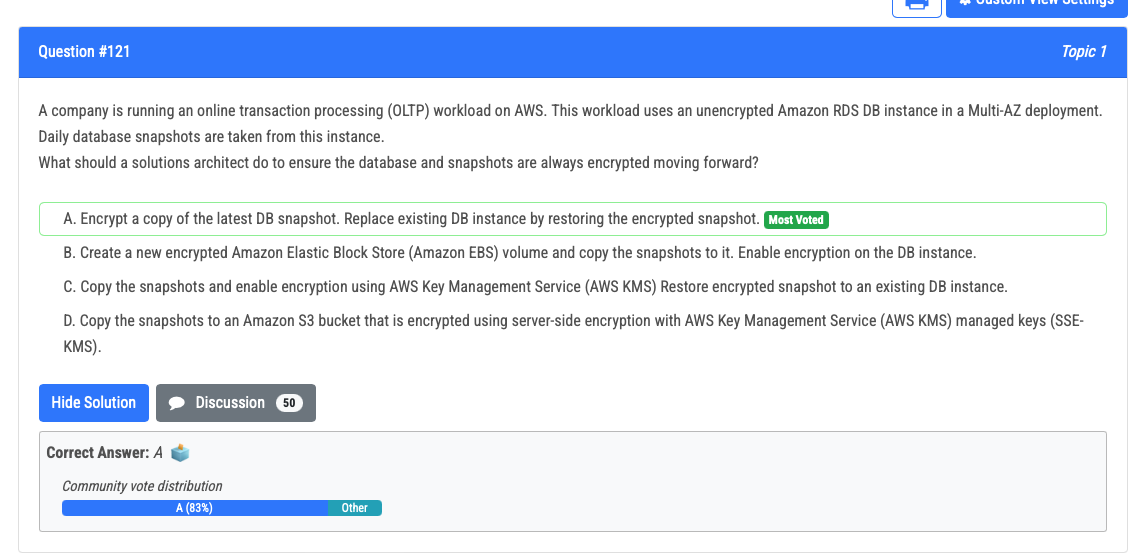 Custom View Settings
Question #121
Topic 1
A company is running an online transaction processing (OLTP) workload on AWS. This workload uses an unencrypted Amazon RDS DB instance in a Multi-AZ deployment.
Daily database snapshots are taken from this instance.
What should a solutions architect do to ensure the database and snapshots are always encrypted moving forward?
A. Encrypt a copy of the latest DB snapshot. Replace existing DB instance by restoring the encrypted snapshot. Most Voted
B. Create a new encrypted Amazon Elastic Block Store (Amazon EBS) volume and copy the snapshots to it. Enable encryption on the DB instance.
C. Copy the snapshots and enable encryption using AWS Key Management Service (AWS KMS) Restore encrypted snapshot to an existing DB instance.
D. Copy the snapshots to an Amazon S3 bucket that is encrypted using server-side encryption with AWS Key Management Service (AWS KMS) managed keys (SSE-
KMS).
Hide Solution
Discussion 50
Correct Answer: A
Community vote distribution
A (83%)
Other